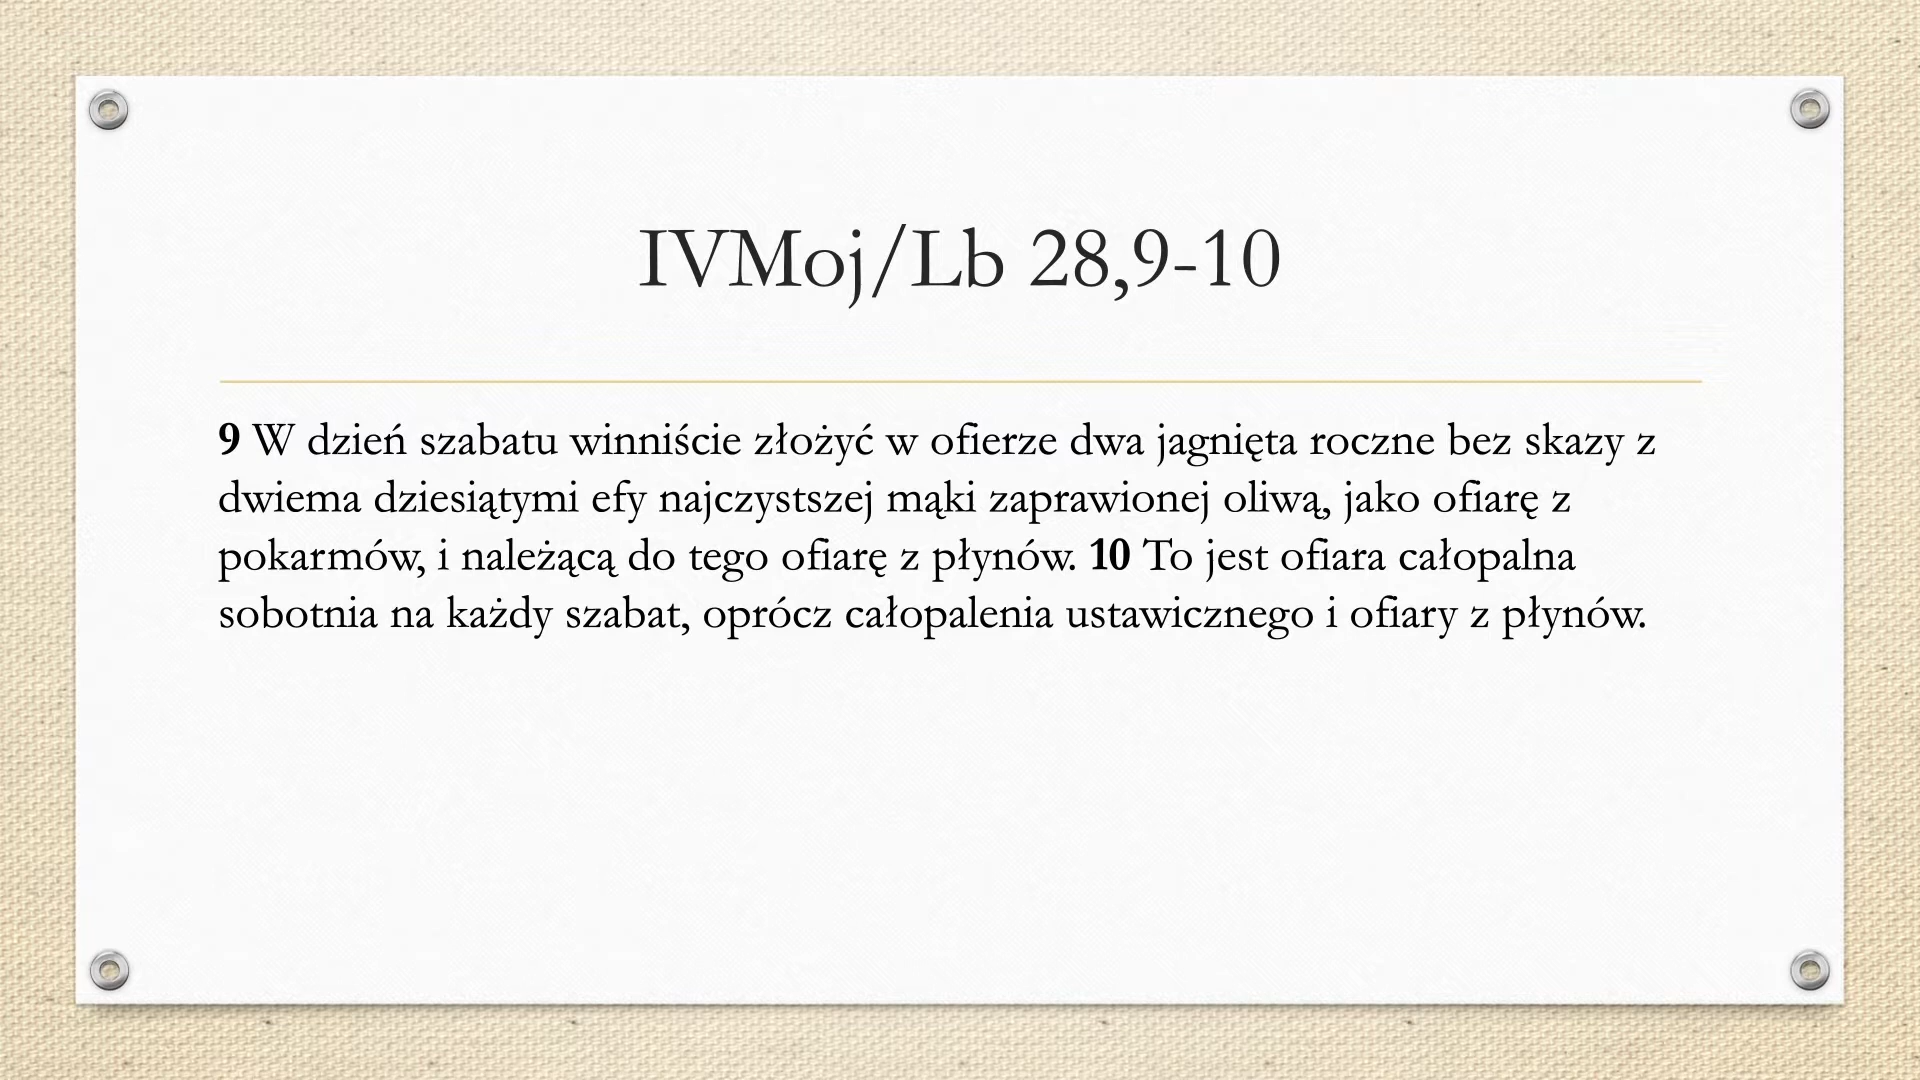 IVMoj/Lb 28,9-10
9 W dzień szabatu winniście złożyć w ofierze dwa jagnięta roczne bez skazy z
dwiema dziesiątymi efy najczystszej mąki zaprawionej oliwą, jako ofiarę z
pokarmów, i należącą do tego ofiarę z płynów. 10 To jest ofiara całopalna
sobotnia na każdy szabat, oprócz całopalenia ustawicznego i ofiary z płynów.